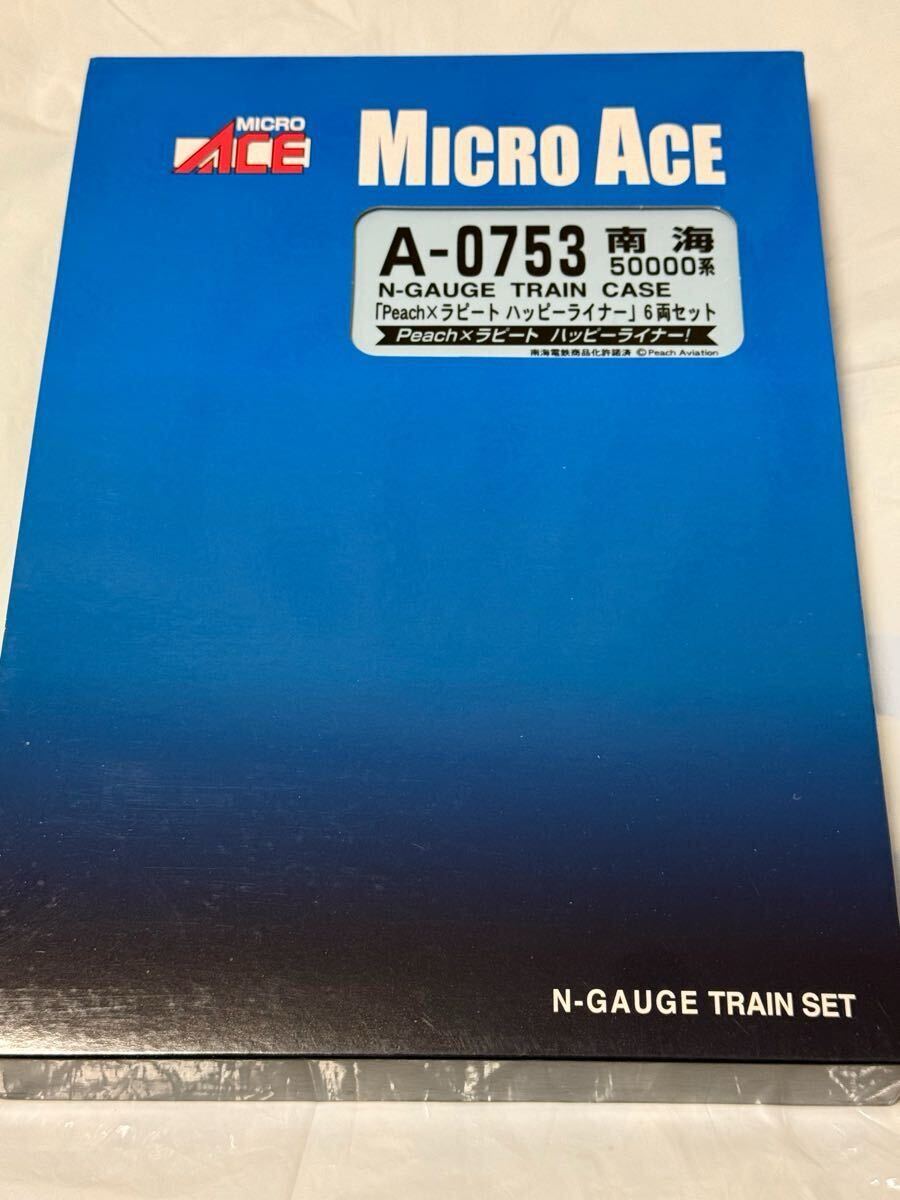 MICRO
ACE
MICRO ACE
A-0753 南海
50000系
N-GAUGE TRAIN CASE
「Peach×ラピート ハッピーライナー」6両セット
Peach×ラピート ハッピーライナー!
南海電鉄商品化許諾済 ©Peach Aviation
N-GAUGE TRAIN SET